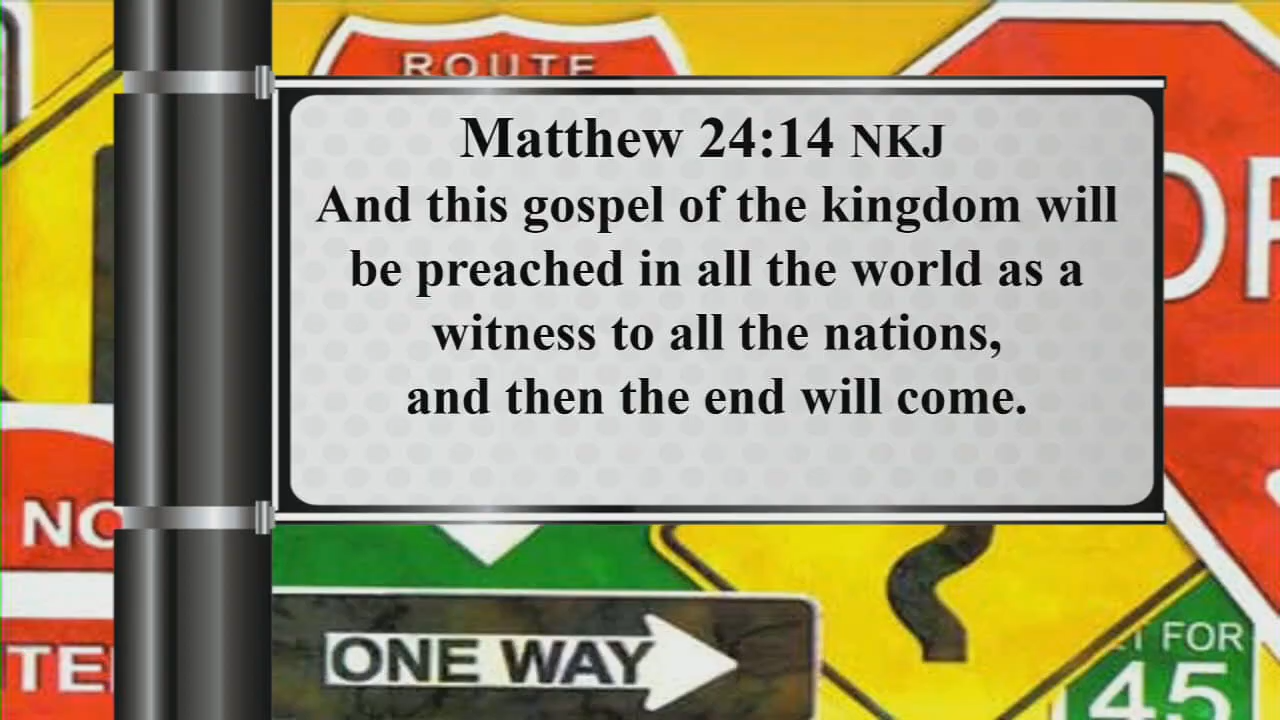 ROUTE
Matthew 24:14 NKJ
And this gospel of the kingdom will
be preached in all the world as a
witness to all the nations,
and then the end will come.
NO
ONE WAY
FOR
45